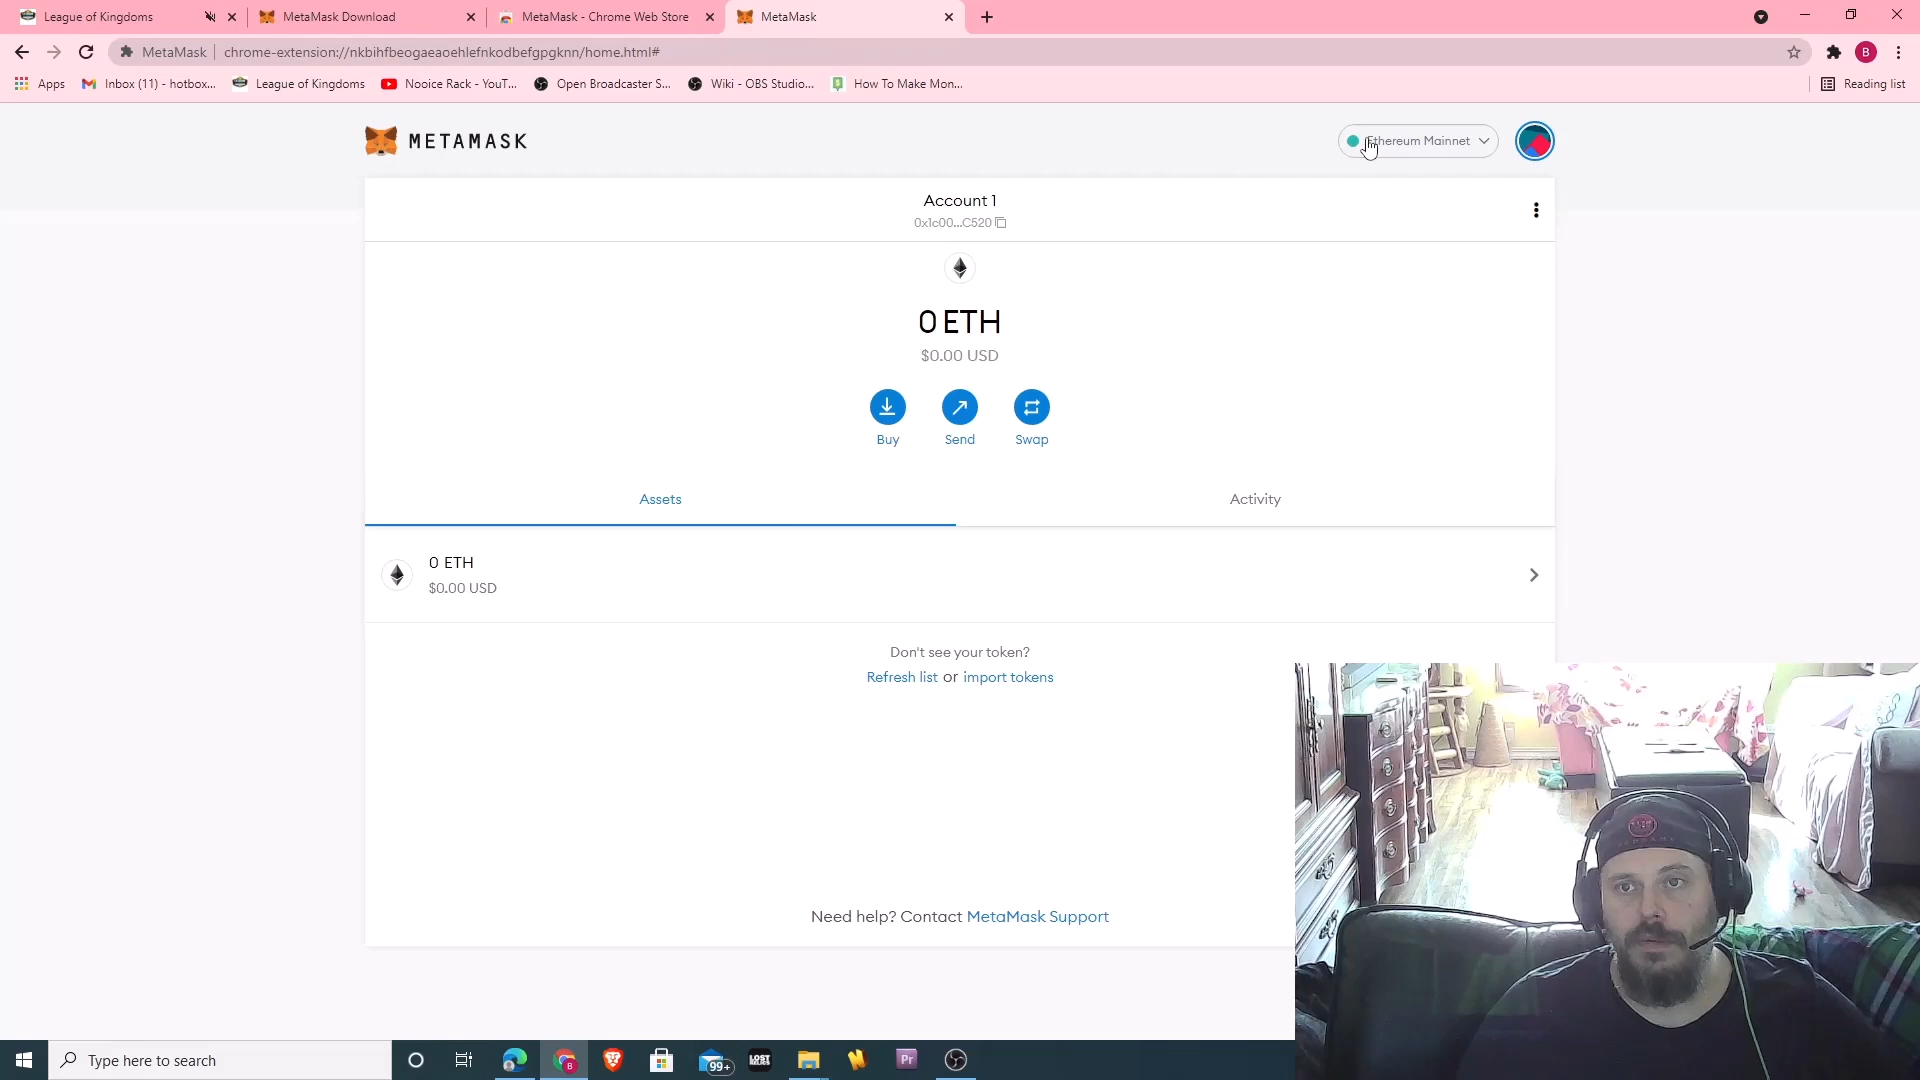 League of Kingdoms
MetaMask Download
MetaMask - Chrome Web Store
MetaMask
MetaMask
chrome-extension://nkbihfbeogaeaoehlefnkodbefgpgknn/home.html#
B
Apps
Inbox (11) - hotbox...
League of Kingdoms
Nooice Rack - YouT...
Open Broadcaster S...
Wiki - OBS Studio...
How To Make Mon...
Reading list
METAMASK
Ethereum Mainnet
Account 1
0x1c00...C520
0 ETH
$0.00 USD
Buy
Send
Swap
Assets
Activity
0 ETH
$0.00 USD
Don't see your token?
Refresh list or import tokens
Need help? Contact MetaMask Support
Type here to search
B
99+
LOST
Pr